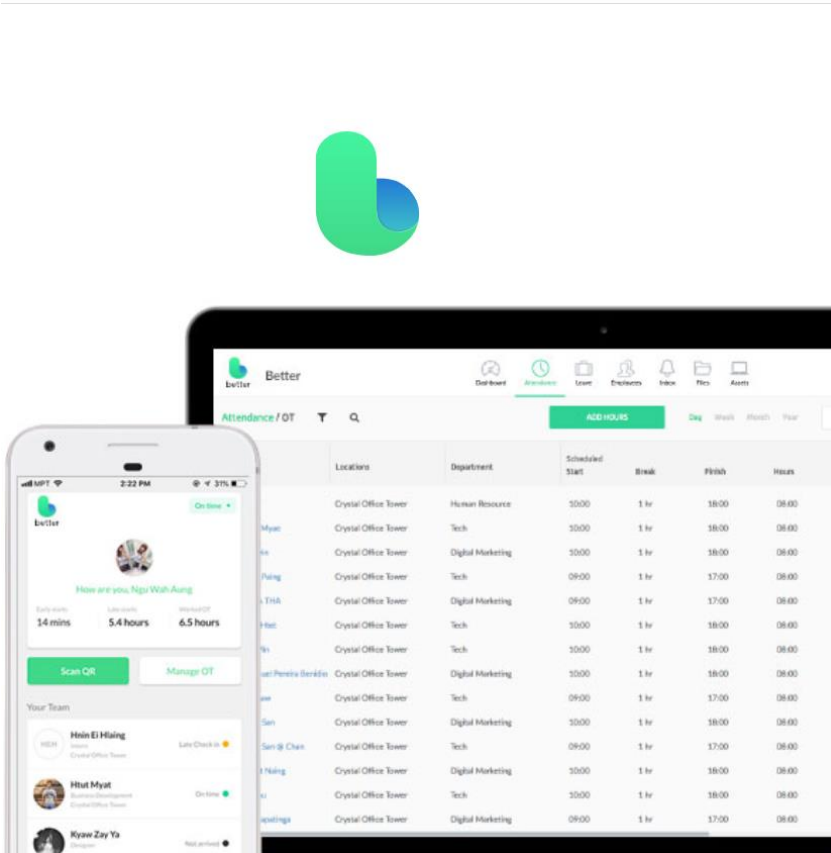 better
Better
Dashboard
Attendance
Leave
Employees
Inbox
Files
Assets
Attendance / OT
ADD HOURS
Day Week Month Year
Locations Department Scheduled Start Break Finish Hours
Crystal Office Tower Human Resource 10:00 1 hr 18:00 08:00
Myat Crystal Office Tower Tech 10:00 1 hr 18:00 08:00
Crystal Office Tower Digital Marketing 10:00 1 hr 18:00 08:00
Paing Crystal Office Tower Tech 09:00 1 hr 17:00 08:00
THA Crystal Office Tower Digital Marketing 09:00 1 hr 17:00 08:00
Htet Crystal Office Tower Tech 10:00 1 hr 18:00 08:00
Crystal Office Tower Tech 10:00 1 hr 18:00 08:00
Pereira Benidio Crystal Office Tower Digital Marketing 10:00 1 hr 18:00 08:00
Crystal Office Tower Tech 09:00 1 hr 17:00 08:00
San Crystal Office Tower Digital Marketing 10:00 1 hr 18:00 08:00
San @ Chan Crystal Office Tower Tech 09:00 1 hr 17:00 08:00
Naing Crystal Office Tower Digital Marketing 10:00 1 hr 18:00 08:00
Crystal Office Tower Tech 10:00 1 hr 18:00 08:00
Crystal Office Tower Digital Marketing 09:00 1 hr 17:00 08:00
MPT 2:22 PM 31%
better
On time
How are you, Ngu Wah Aung
Early starts Late starts Worked OT
14 mins 5.4 hours 6.5 hours
Scan QR Manage OT
Your Team
Hnin Ei Hlaing
Late Check in
Crystal Office Tower
Htut Myat
Business Development
On time
Crystal Office Tower
Kyaw Zay Ya
Designer
Not arrived